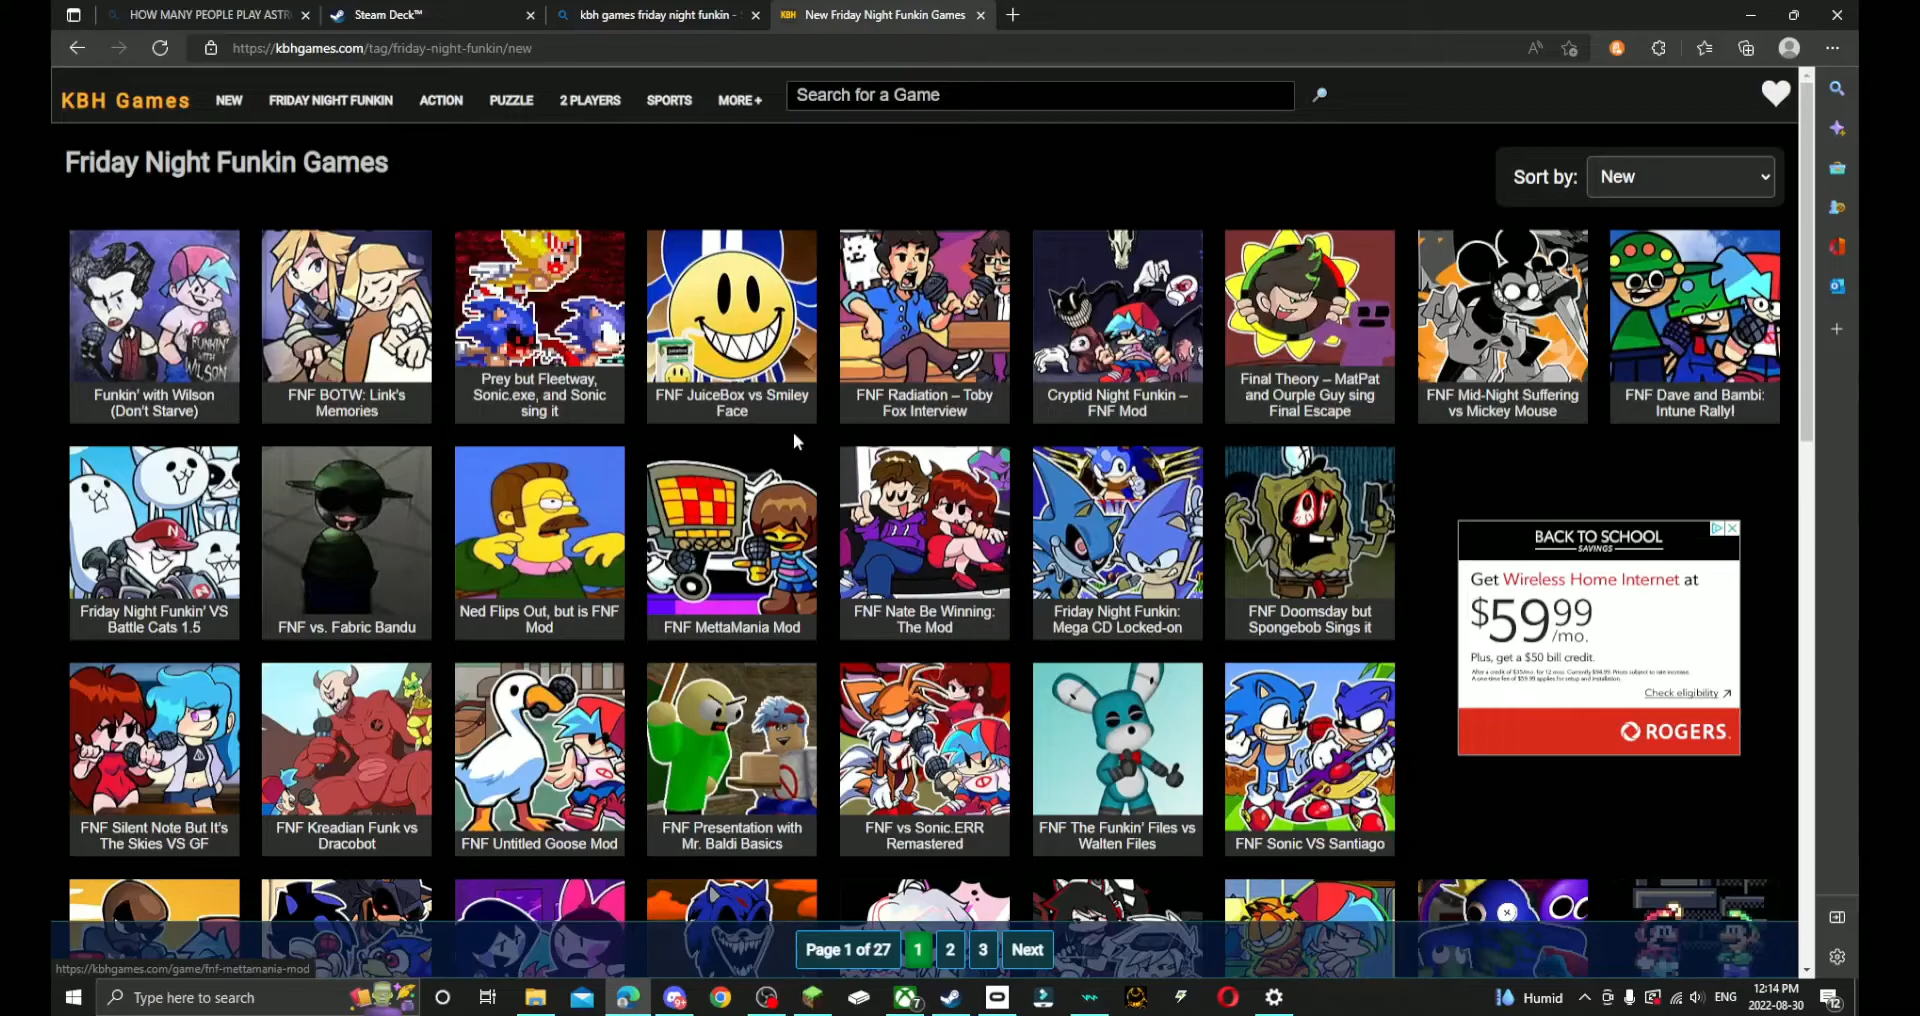 HOW MANY PEOPLE PLAY ASTR
Steam Deck™
kbh games friday night funkin -
KBH New Friday Night Funkin Games
https://kbhgames.com/tag/friday-night-funkin/new
KBH Games
NEW
FRIDAY NIGHT FUNKIN
ACTION
PUZZLE
2 PLAYERS
SPORTS
MORE +
Search for a Game
Friday Night Funkin Games
Sort by:
New
FUNKIN'
WITH
WILSON
Funkin' with Wilson
(Don't Starve)
FNF BOTW: Link's
Memories
Prey but Fleetway,
Sonic.exe, and Sonic
sing it
FNF JuiceBox vs Smiley
Face
FNF Radiation – Toby
Fox Interview
Cryptid Night Funkin –
FNF Mod
Final Theory – MatPat
and Ourple Guy sing
Final Escape
FNF Mid-Night Suffering
vs Mickey Mouse
FNF Dave and Bambi:
Intune Rally!
Friday Night Funkin' VS
Battle Cats 1.5
FNF vs. Fabric Bandu
Ned Flips Out, but is FNF
Mod
FNF MettaMania Mod
FNF Nate Be Winning:
The Mod
Friday Night Funkin:
Mega CD Locked-on
FNF Doomsday but
Spongebob Sings it
BACK TO SCHOOL
SAVINGS
Get Wireless Home Internet at
$59 99
/mo.
Plus, get a $50 bill credit.
Check eligibility
ROGERS
FNF Silent Note But It's
The Skies VS GF
FNF Kreadian Funk vs
Dracobot
FNF Untitled Goose Mod
FNF Presentation with
Mr. Baldi Basics
FNF vs Sonic.ERR
Remastered
FNF The Funkin' Files vs
Walten Files
FNF Sonic VS Santiago
Page 1 of 27
1
2
3
Next
https://kbhgames.com/game/fnf-mettamania-mod
Type here to search
Humid
ENG
12:14 PM
2022-08-30